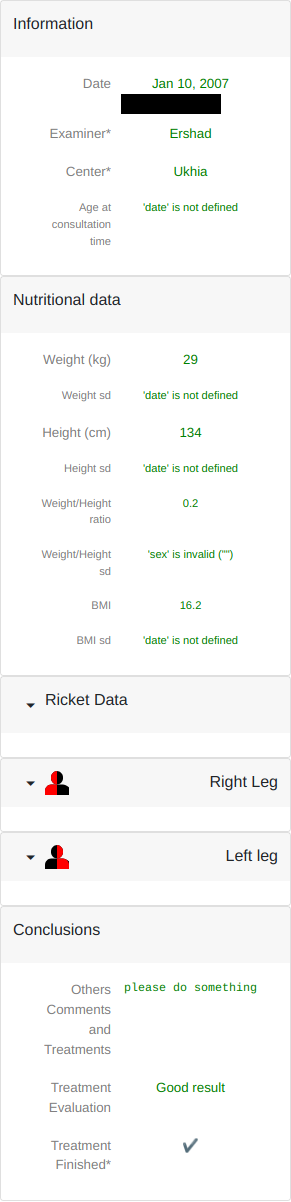 Information
Date Jan 10, 2007
Examiner* Ershad
Center* Ukhia
Age at 'date' is not defined
consultation
time
Nutritional data
Weight (kg) 29
Weight sd 'date' is not defined
Height (cm) 134
Height sd 'date' is not defined
Weight/Height 0.2
ratio
Weight/Height 'sex' is invalid ("")
sd
BMI 16.2
BMI sd 'date' is not defined
Ricket Data
Right Leg
Left leg
Conclusions
Others please do something
Comments
and
Treatments
Treatment Good result
Evaluation
Treatment ✔
Finished*